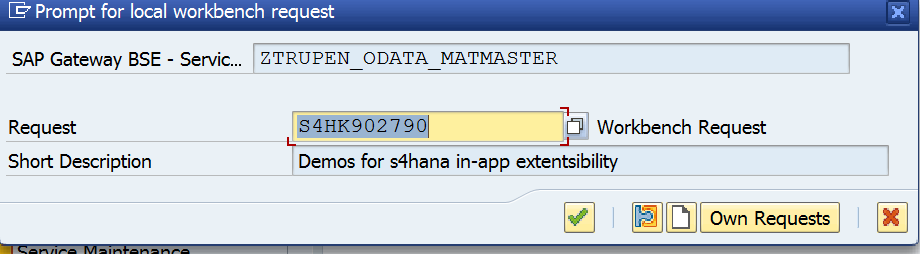 Prompt for local workbench request
SAP Gateway BSE - Servic... ZTRUPEN_ODATA_MATMASTER
Request S4HK902790 Workbench Request
Short Description Demos for s4hana in-app extentsibility
Own Requests
Service Maintenance